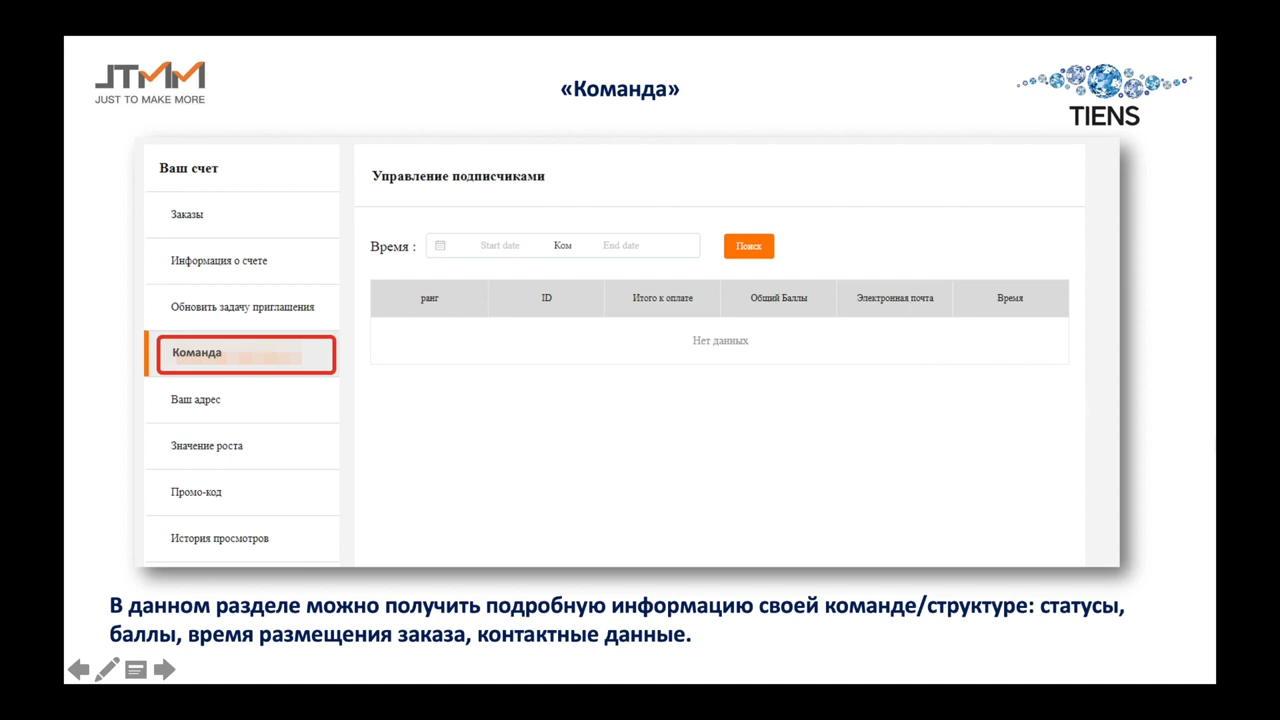 JTMM
JUST TO MAKE MORE
«Команда»
TIENS
Ваш счет
Заказы
Информация о счете
Обновить задачу приглашения
Команда
Ваш адрес
Значение роста
Промо-код
История просмотров
Управление подписчиками
Время : Start date Ком End date Поиск
ранг ID Итого к оплате Общий Баллы Электронная почта Время
Нет данных
В данном разделе можно получить подробную информацию своей команде/структуре: статусы,
баллы, время размещения заказа, контактные данные.